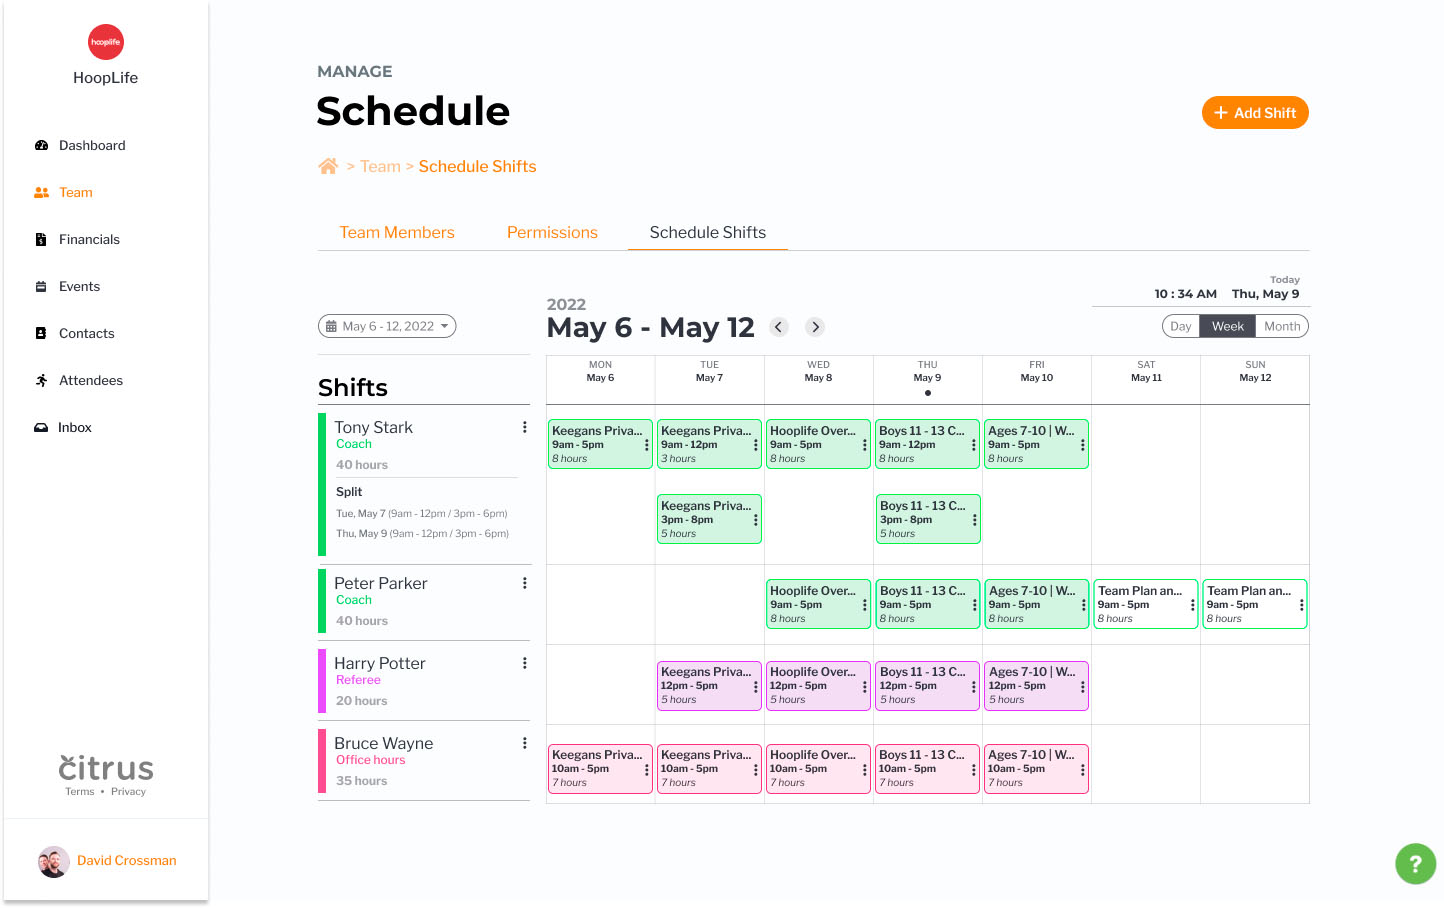 hooplife
HoopLife
Dashboard
Team
Financials
Events
Contacts
Attendees
Inbox
čitrus
Terms • Privacy
David Crossman
MANAGE
Schedule
+ Add Shift
> Team > Schedule Shifts
Team Members Permissions Schedule Shifts
Today
10 : 34 AM Thu, May 9
May 6 - 12, 2022
2022
May 6 - May 12
Day Week Month
Shifts
MON TUE WED THU FRI SAT SUN
May 6 May 7 May 8 May 9 May 10 May 11 May 12
Tony Stark
Coach
40 hours
Split
Tue, May 7 (9am - 12pm / 3pm - 6pm)
Thu, May 9 (9am - 12pm / 3pm - 6pm)
Keegans Priva... Keegans Priva... Hooplife Over... Boys 11 - 13 C... Ages 7-10 | W...
9am - 5pm 9am - 12pm 9am - 5pm 9am - 12pm 9am - 5pm
8 hours 3 hours 8 hours 8 hours 8 hours
Keegans Priva... Boys 11 - 13 C...
3pm - 8pm 3pm - 8pm
5 hours 5 hours
Peter Parker
Coach
40 hours
Hooplife Over... Boys 11 - 13 C... Ages 7-10 | W... Team Plan an... Team Plan an...
9am - 5pm 9am - 5pm 9am - 5pm 9am - 5pm 9am - 5pm
8 hours 8 hours 8 hours 8 hours 8 hours
Harry Potter
Referee
20 hours
Keegans Priva... Hooplife Over... Boys 11 - 13 C... Ages 7-10 | W...
12pm - 5pm 12pm - 5pm 12pm - 5pm 12pm - 5pm
5 hours 5 hours 5 hours 5 hours
Bruce Wayne
Office hours
35 hours
Keegans Priva... Keegans Priva... Hooplife Over... Boys 11 - 13 C... Ages 7-10 | W...
10am - 5pm 10am - 5pm 10am - 5pm 10am - 5pm 10am - 5pm
7 hours 7 hours 7 hours 7 hours 7 hours
?